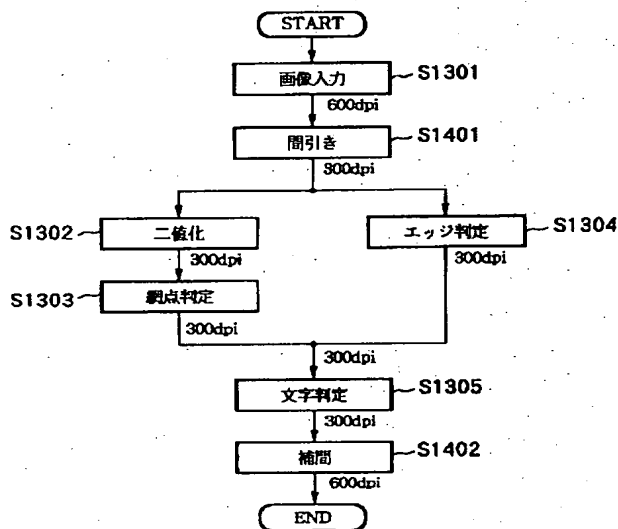 START
画像入力
S1301
600dpi
間引き
S1401
300dpi
S1302
二値化
300dpi
エッジ判定
S1304
300dpi
S1303
網点判定
300dpi
300dpi
文字判定
S1305
300dpi
補間
S1402
600dpi
END